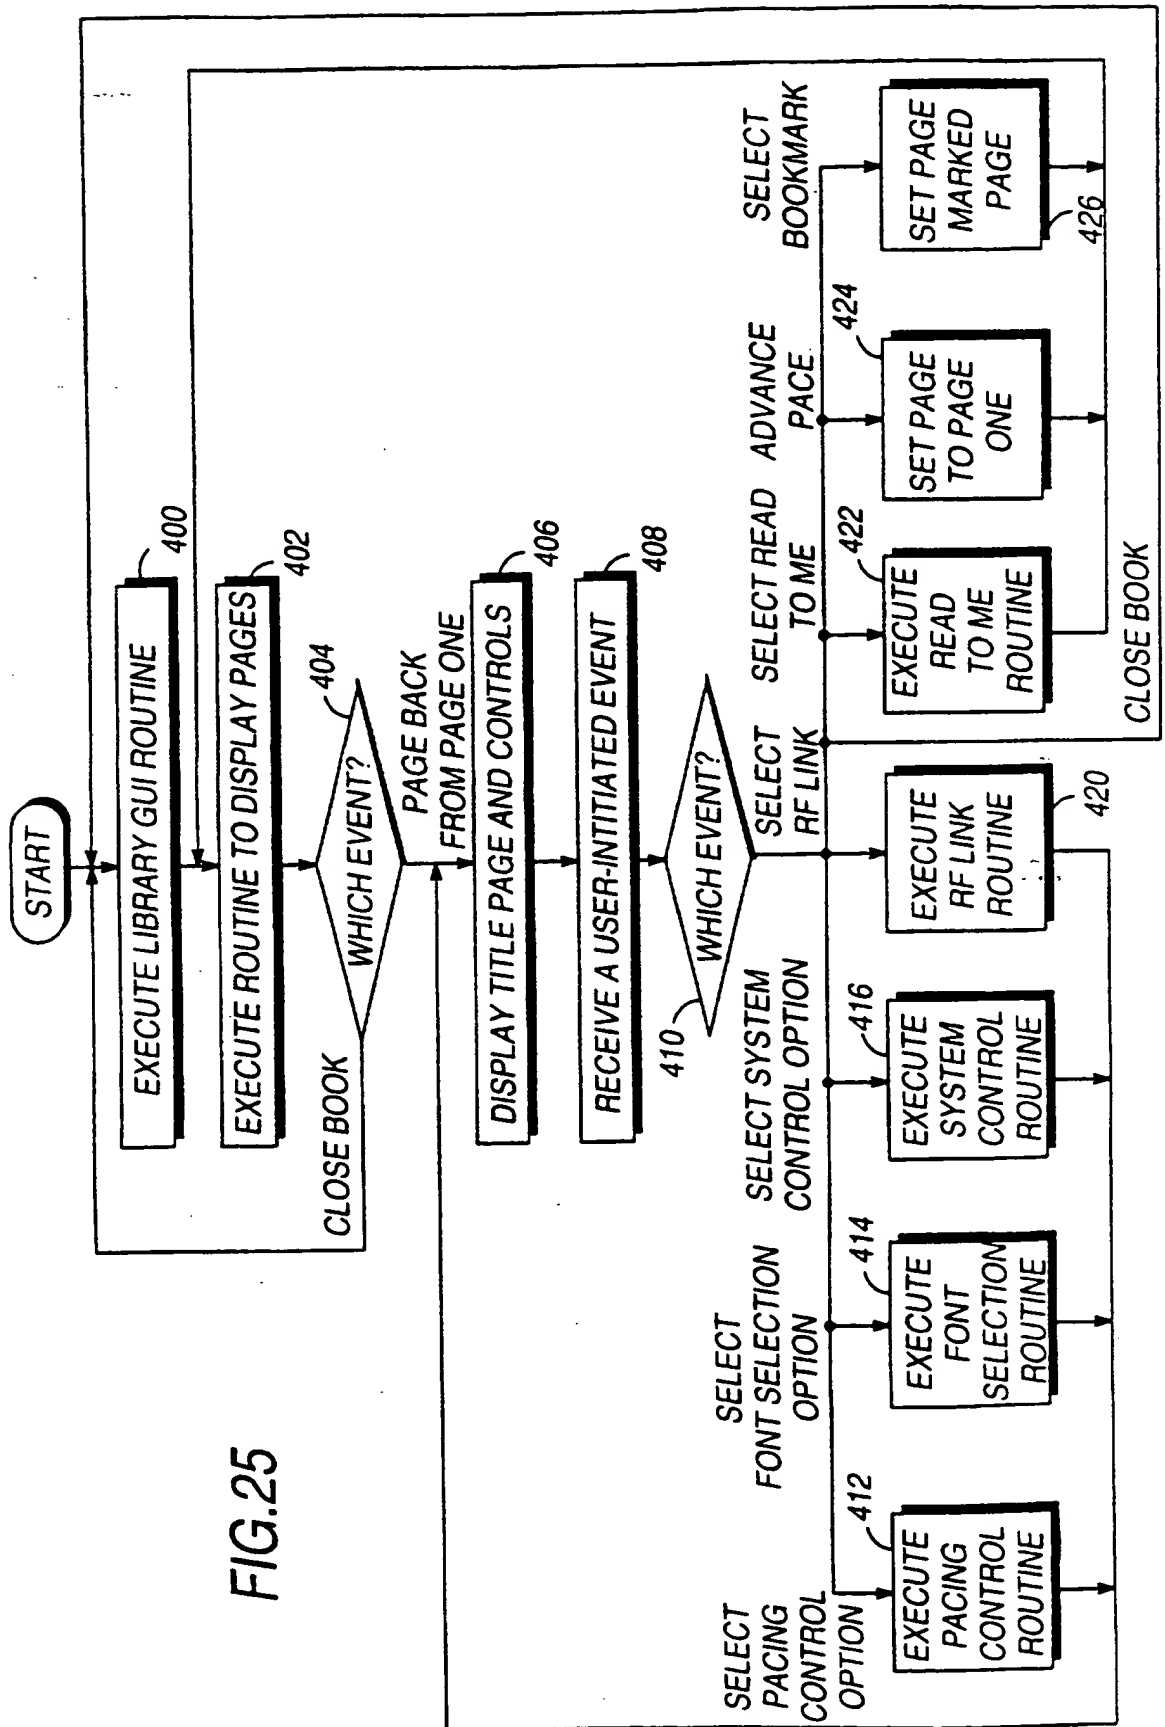 START
EXECUTE LIBRARY GUI ROUTINE
400
EXECUTE ROUTINE TO DISPLAY PAGES
402
WHICH EVENT?
404
CLOSE BOOK
PAGE BACK
FROM PAGE ONE
DISPLAY TITLE PAGE AND CONTROLS
406
RECEIVE A USER-INTITIATED EVENT
408
WHICH EVENT?
410
SELECT
PACING
CONTROL
OPTION
SELECT
FONT SELECTION
OPTION
SELECT SYSTEM
CONTROL OPTION
SELECT
RF LINK
SELECT READ
TO ME
ADVANCE
PACE
SELECT
BOOKMARK
EXECUTE
PACING
CONTROL
ROUTINE
412
EXECUTE
FONT
SELECTION
ROUTINE
414
EXECUTE
SYSTEM
CONTROL
ROUTINE
416
EXECUTE
RF LINK
ROUTINE
420
EXECUTE
READ
TO ME
ROUTINE
422
SET PAGE
TO PAGE
ONE
424
SET PAGE
MARKED
PAGE
426
CLOSE BOOK
FIG.25